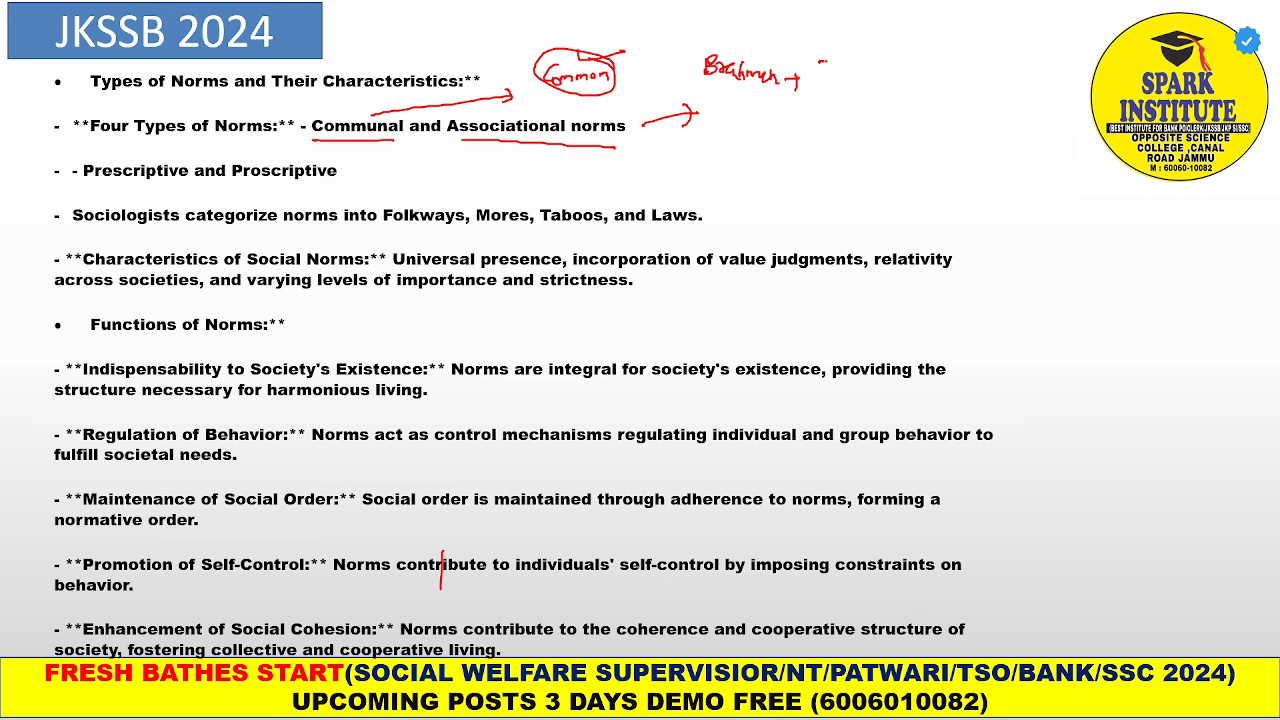 JKSSB 2024
• Types of Norms and Their Characteristics:**
Common
Brahman
- **Four Types of Norms:** - Communal and Associational norms
- - Prescriptive and Proscriptive
- Sociologists categorize norms into Folkways, Mores, Taboos, and Laws.
- **Characteristics of Social Norms:** Universal presence, incorporation of value judgments, relativity
across societies, and varying levels of importance and strictness.
• Functions of Norms:**
- **Indispensability to Society's Existence:** Norms are integral for society's existence, providing the
structure necessary for harmonious living.
- **Regulation of Behavior:** Norms act as control mechanisms regulating individual and group behavior to
fulfill societal needs.
- **Maintenance of Social Order:** Social order is maintained through adherence to norms, forming a
normative order.
- **Promotion of Self-Control:** Norms contribute to individuals' self-control by imposing constraints on
behavior.
- **Enhancement of Social Cohesion:** Norms contribute to the coherence and cooperative structure of
society, fostering collective and cooperative living.
SPARK
INSTITUTE
(BEST INSTITUTE FOR BANK PO/CLERK/JKSSB/JKP SI/SSC)
OPPOSITE SCIENCE
COLLEGE ,CANAL
ROAD JAMMU
M : 60060-10082
FRESH BATHES START(SOCIAL WELFARE SUPERVISIOR/NT/PATWARI/TSO/BANK/SSC 2024)
UPCOMING POSTS 3 DAYS DEMO FREE (6006010082)